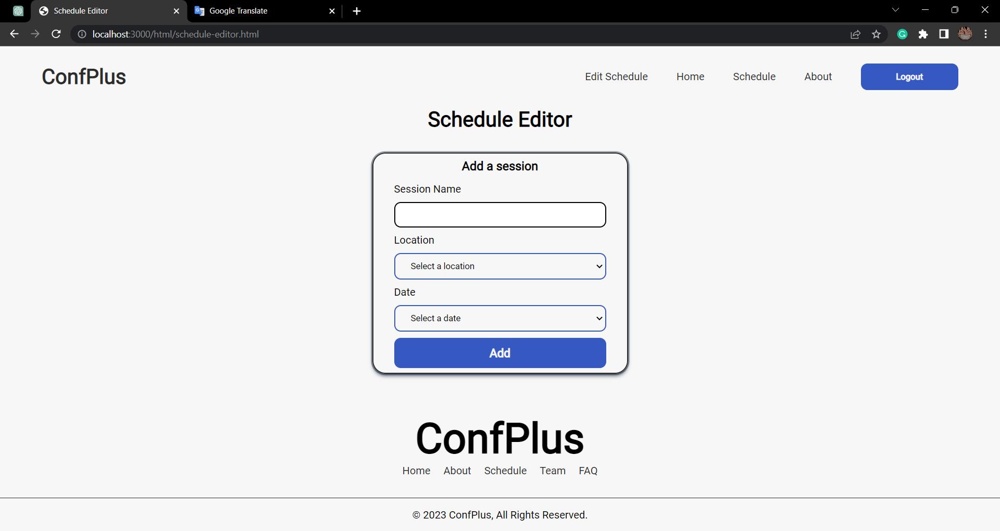 Schedule Editor
Google Translate
localhost:3000/html/schedule-editor.html
ConfPlus
Edit Schedule
Home
Schedule
About
Logout
Schedule Editor
Add a session
Session Name
Location
Select a location
Date
Select a date
Add
ConfPlus
Home
About
Schedule
Team
FAQ
© 2023 ConfPlus, All Rights Reserved.